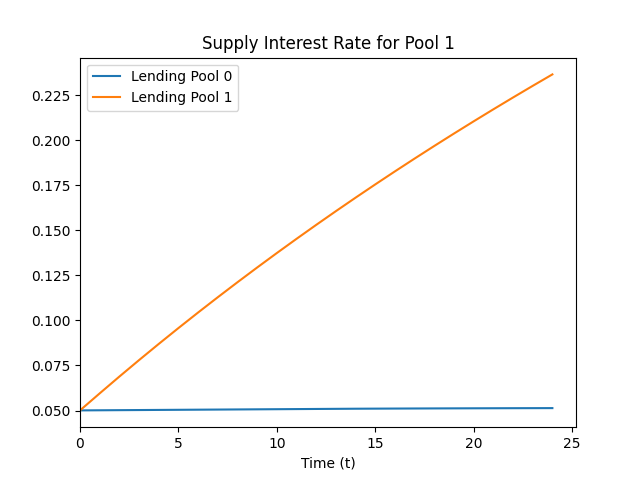 Supply Interest Rate for Pool 1
Lending Pool 0
Lending Pool 1
0.225
0.200
0.175
0.150
0.125
0.100
0.075
0.050
0 5 10 15 20 25
Time (t)